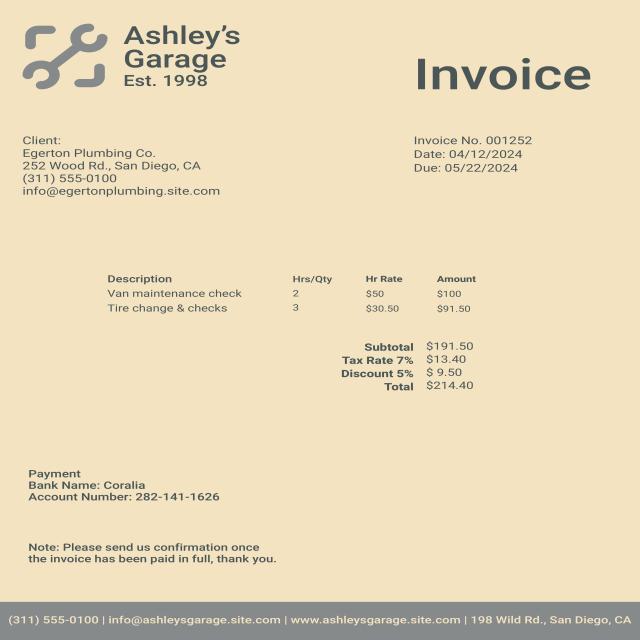 Ashley's
Garage
Est. 1998
Invoice
Client:
Egerton Plumbing Co.
252 Wood Rd., San Diego, CA
(311) 555-0100
info@egertonplumbing.site.com
Invoice No. 001252
Date: 04/12/2024
Due: 05/22/2024
Description Hrs/Qty Hr Rate Amount
Van maintenance check 2 $50 $100
Tire change & checks 3 $30.50 $91.50
Subtotal $191.50
Tax Rate 7% $13.40
Discount 5% $ 9.50
Total $214.40
Payment
Bank Name: Coralia
Account Number: 282-141-1626
Note: Please send us confirmation once
the invoice has been paid in full, thank you.
(311) 555-0100 | info@ashleysgarage.site.com | www.ashleysgarage.site.com | 198 Wild Rd., San Diego, CA